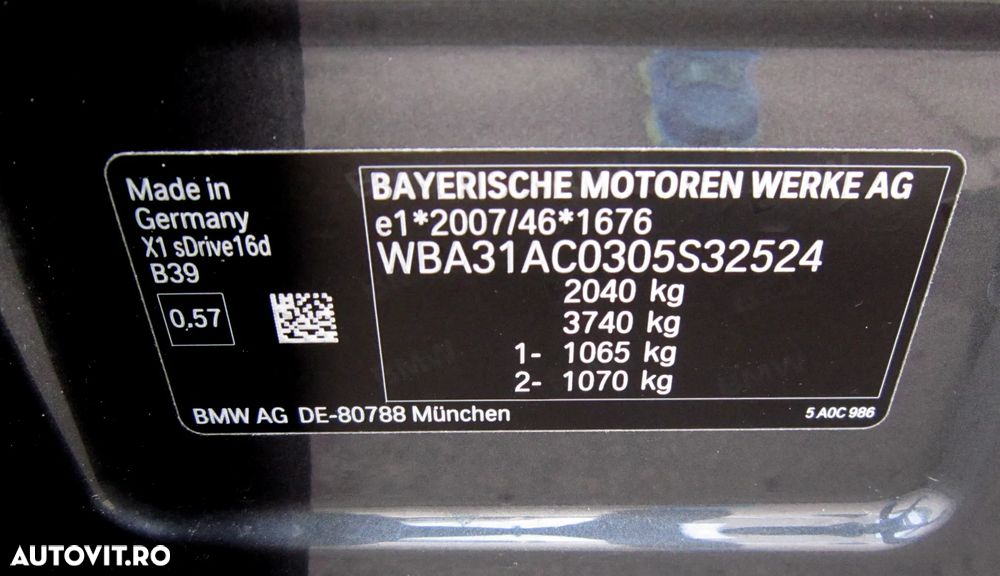 Made in
Germany
X1 sDrive16d
B39
0.57
BAYERISCHE MOTOREN WERKE AG
e1*2007/46*1676
WBA31AC0305S32524
2040 kg
3740 kg
1- 1065 kg
2- 1070 kg
BMW AG DE-80788 München
5 A0C 986
AUTOVIT.RO